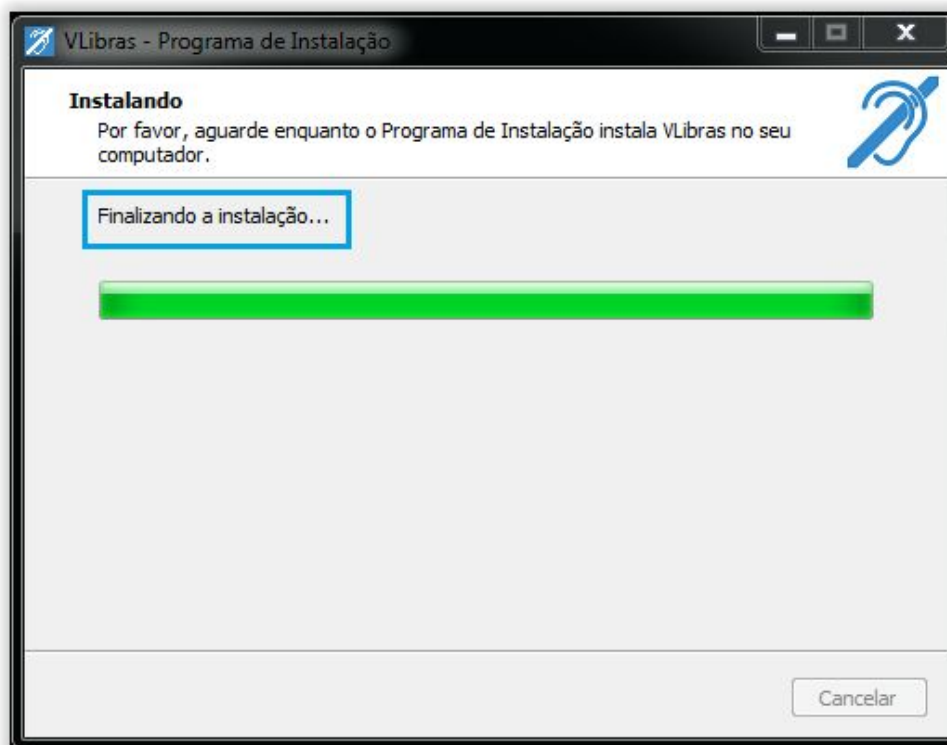 VLibras - Programa de Instalação
Instalando
Por favor, aguarde enquanto o Programa de Instalação instala VLibras no seu
computador.
Finalizando a instalação...
Cancelar